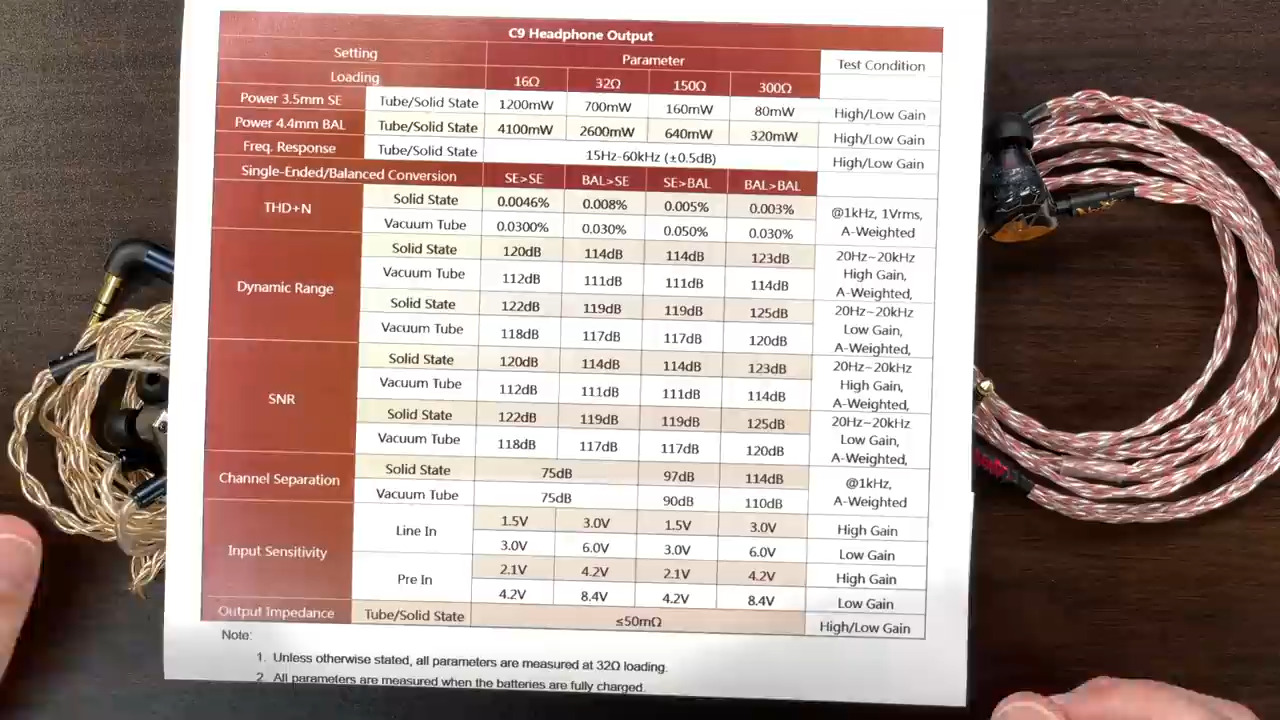 C9 Headphone Output
Setting Parameter Test Condition
Loading 16Ω 32Ω 150Ω 300Ω
Power 3.5mm SE Tube/Solid State 1200mW 700mW 160mW 80mW High/Low Gain
Power 4.4mm BAL Tube/Solid State 4100mW 2600mW 640mW 320mW High/Low Gain
Freq. Response Tube/Solid State 15Hz-60kHz (±0.5dB) High/Low Gain
Single-Ended/Balanced Conversion SE>SE BAL>SE SE>BAL BAL>BAL
THD+N Solid State 0.0046% 0.008% 0.005% 0.003% @1kHz, 1Vrms,
Vacuum Tube 0.0300% 0.030% 0.050% 0.030% A-Weighted
Dynamic Range Solid State 120dB 114dB 114dB 123dB 20Hz~20kHz
High Gain,
Vacuum Tube 112dB 111dB 111dB 114dB A-Weighted,
Solid State 122dB 119dB 119dB 125dB 20Hz~20kHz
Low Gain,
Vacuum Tube 118dB 117dB 117dB 120dB A-Weighted,
SNR Solid State 120dB 114dB 114dB 123dB 20Hz~20kHz
High Gain,
Vacuum Tube 112dB 111dB 111dB 114dB A-Weighted,
Solid State 122dB 119dB 119dB 125dB 20Hz~20kHz
Low Gain,
Vacuum Tube 118dB 117dB 117dB 120dB A-Weighted,
Channel Separation Solid State 75dB 97dB 114dB @1kHz,
Vacuum Tube 75dB 90dB 110dB A-Weighted
Input Sensitivity Line In 1.5V 3.0V 1.5V 3.0V High Gain
3.0V 6.0V 3.0V 6.0V Low Gain
Pre In 2.1V 4.2V 2.1V 4.2V High Gain
4.2V 8.4V 4.2V 8.4V Low Gain
Output Impedance Tube/Solid State ≤50mΩ High/Low Gain
Note:
1. Unless otherwise stated, all parameters are measured at 32Ω loading.
2. All parameters are measured when the batteries are fully charged.